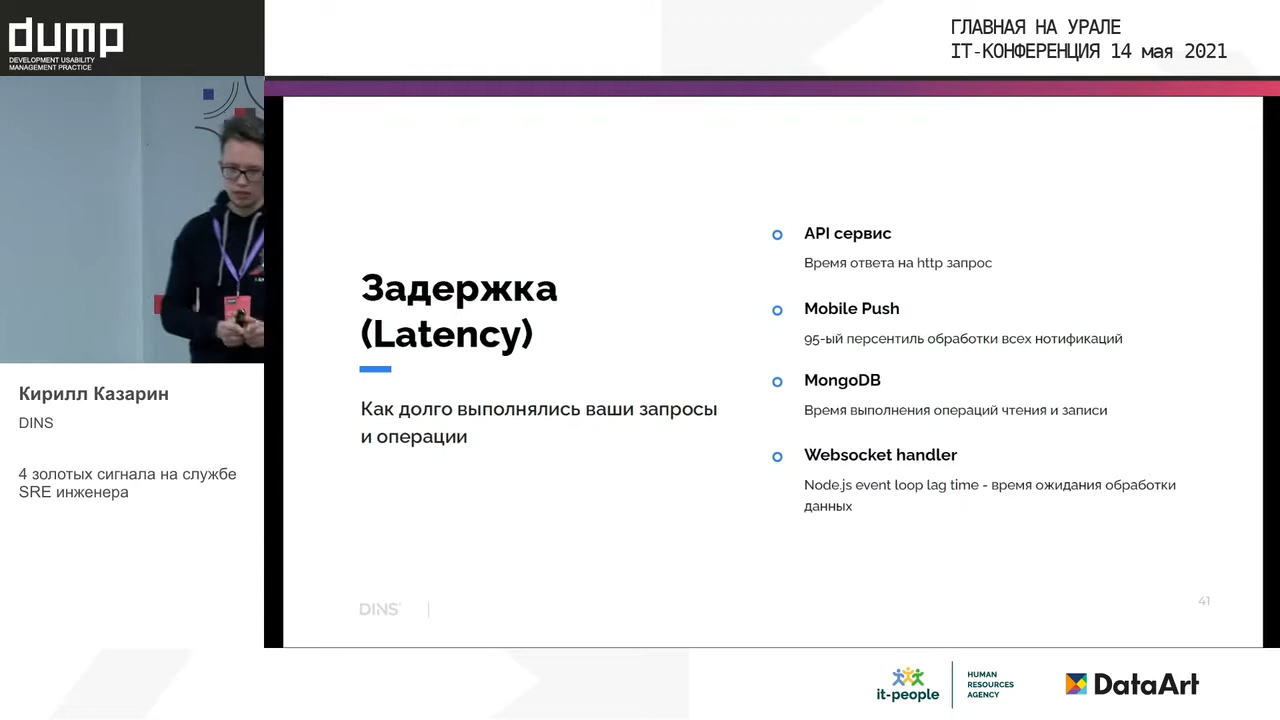 dump
DEVELOPMENT USABILITY
MANAGEMENT PRACTICE
ГЛАВНАЯ НА УРАЛЕ
IT-КОНФЕРЕНЦИЯ 14 мая 2021
Кирилл Казарин
DINS
4 золотых сигнала на службе
SRE инженера
Задержка
(Latency)
Как долго выполнялись ваши запросы
и операции
API сервис
Время ответа на http запрос
Mobile Push
95-ый персентиль обработки всех нотификаций
MongoDB
Время выполнения операций чтения и записи
Websocket handler
Node.js event loop lag time - время ожидания обработки
данных
DINS
41
it-people
HUMAN
RESOURCES
AGENCY
DataArt